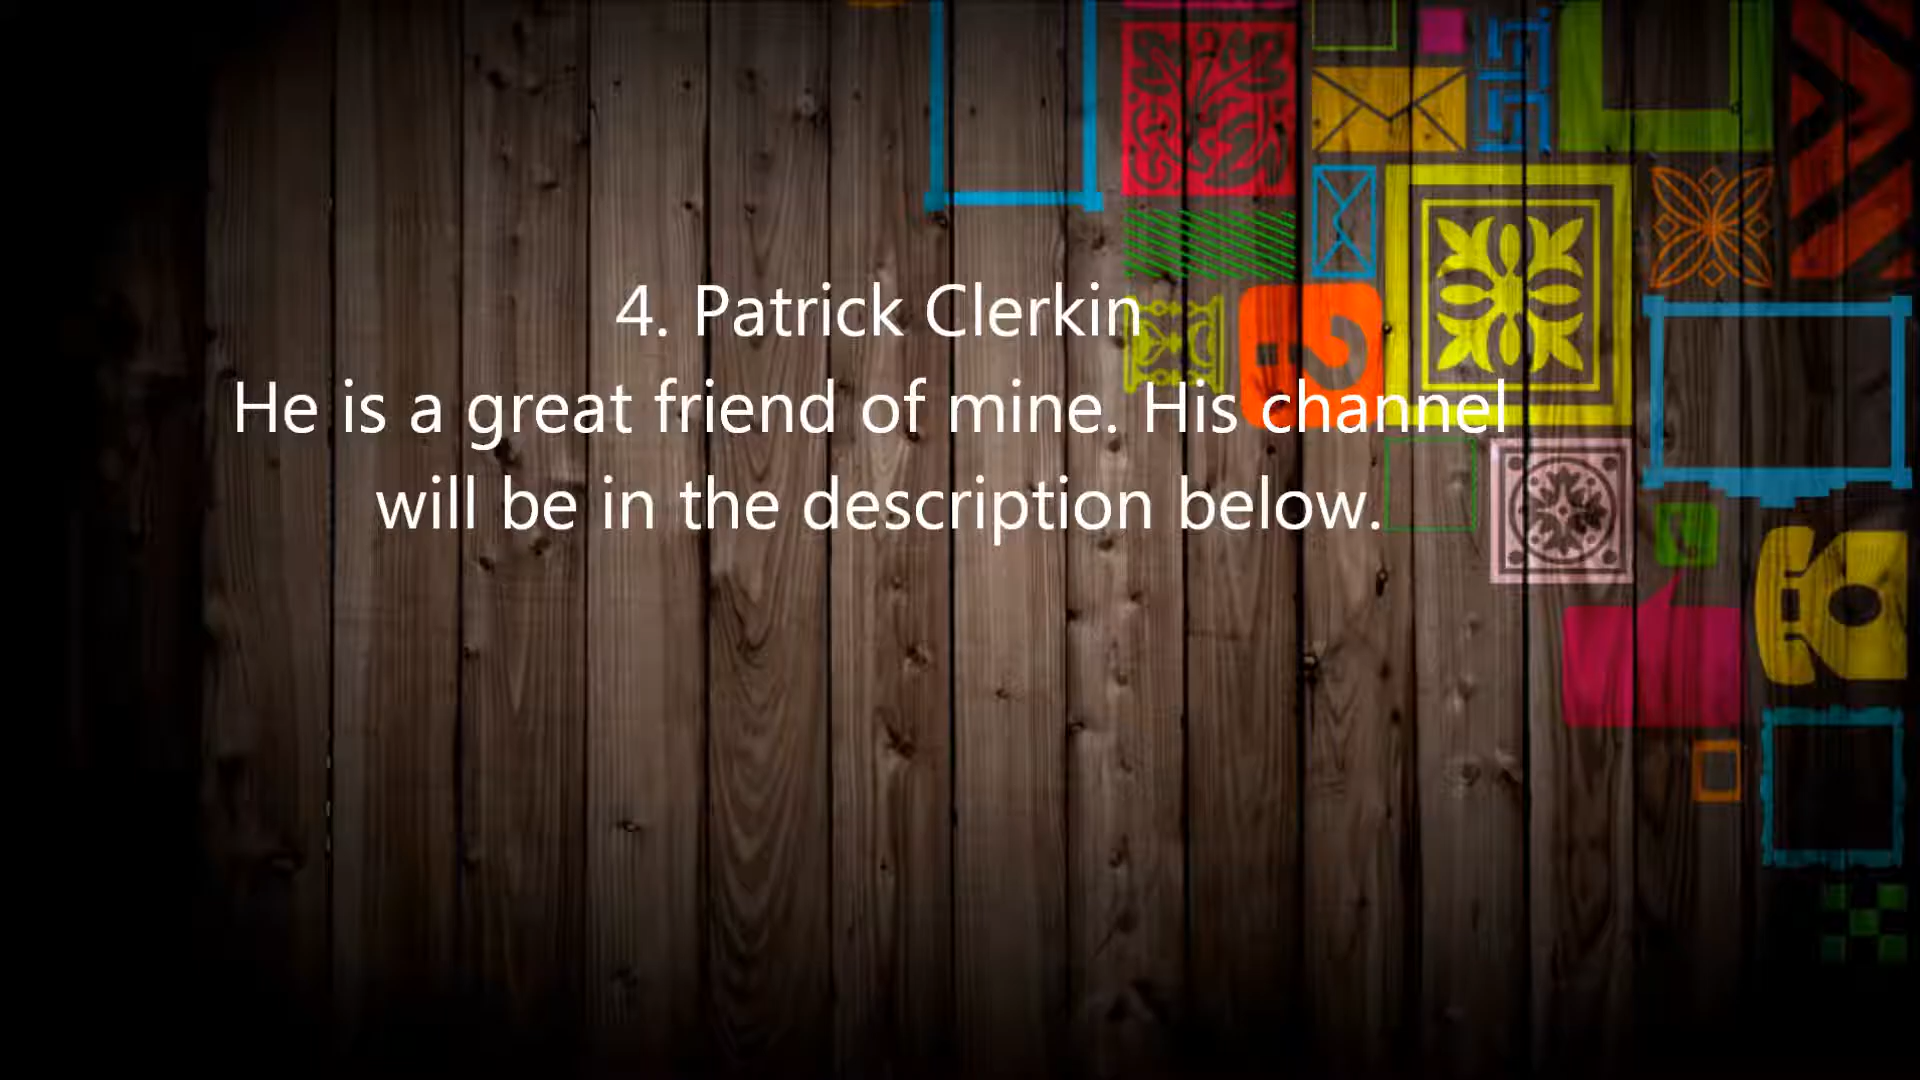 4. Patrick Clerkin
He is a great friend of mine. His channel
will be in the description below.